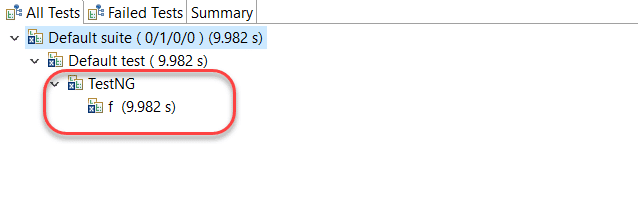 All Tests Failed Tests Summary
Default suite ( 0/1/0/0 ) (9.982 s)
Default test ( 9.982 s)
TestNG
f (9.982 s)